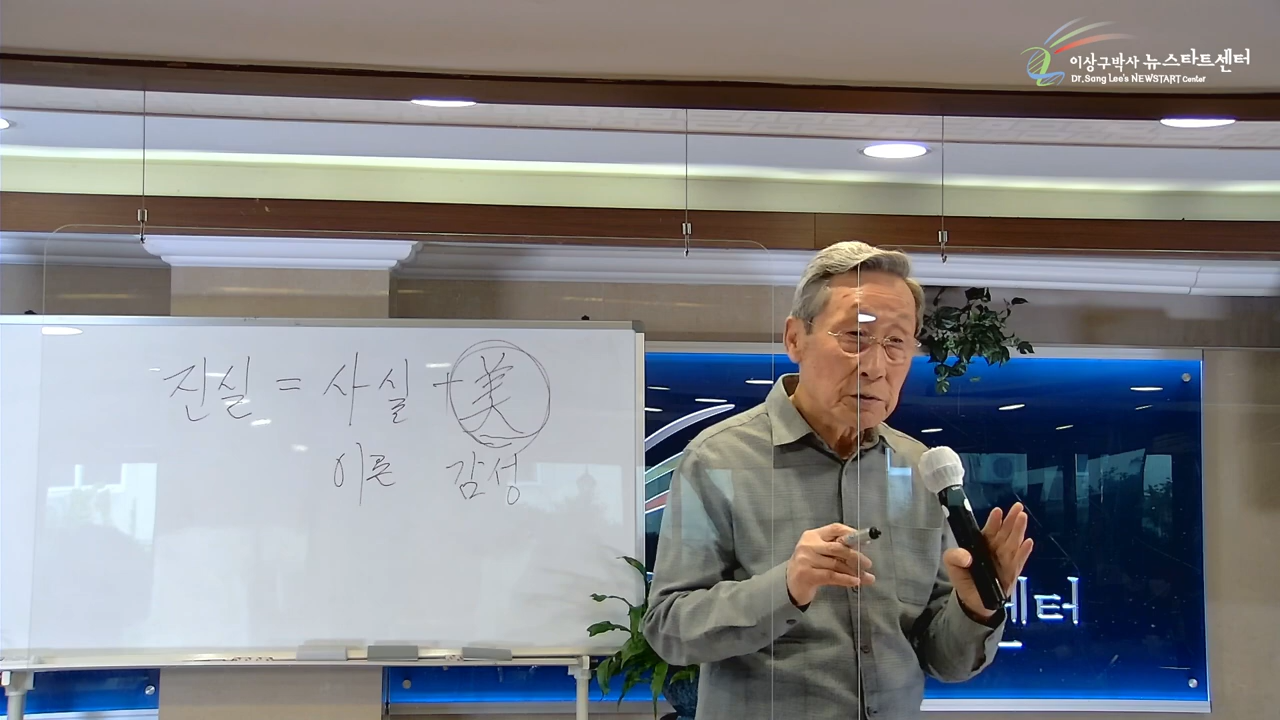 이상구박사 뉴스타트센터
Dr. Sang Lee's NEWSTART Center
진실 = 사실 + 美
이론 감성
센터